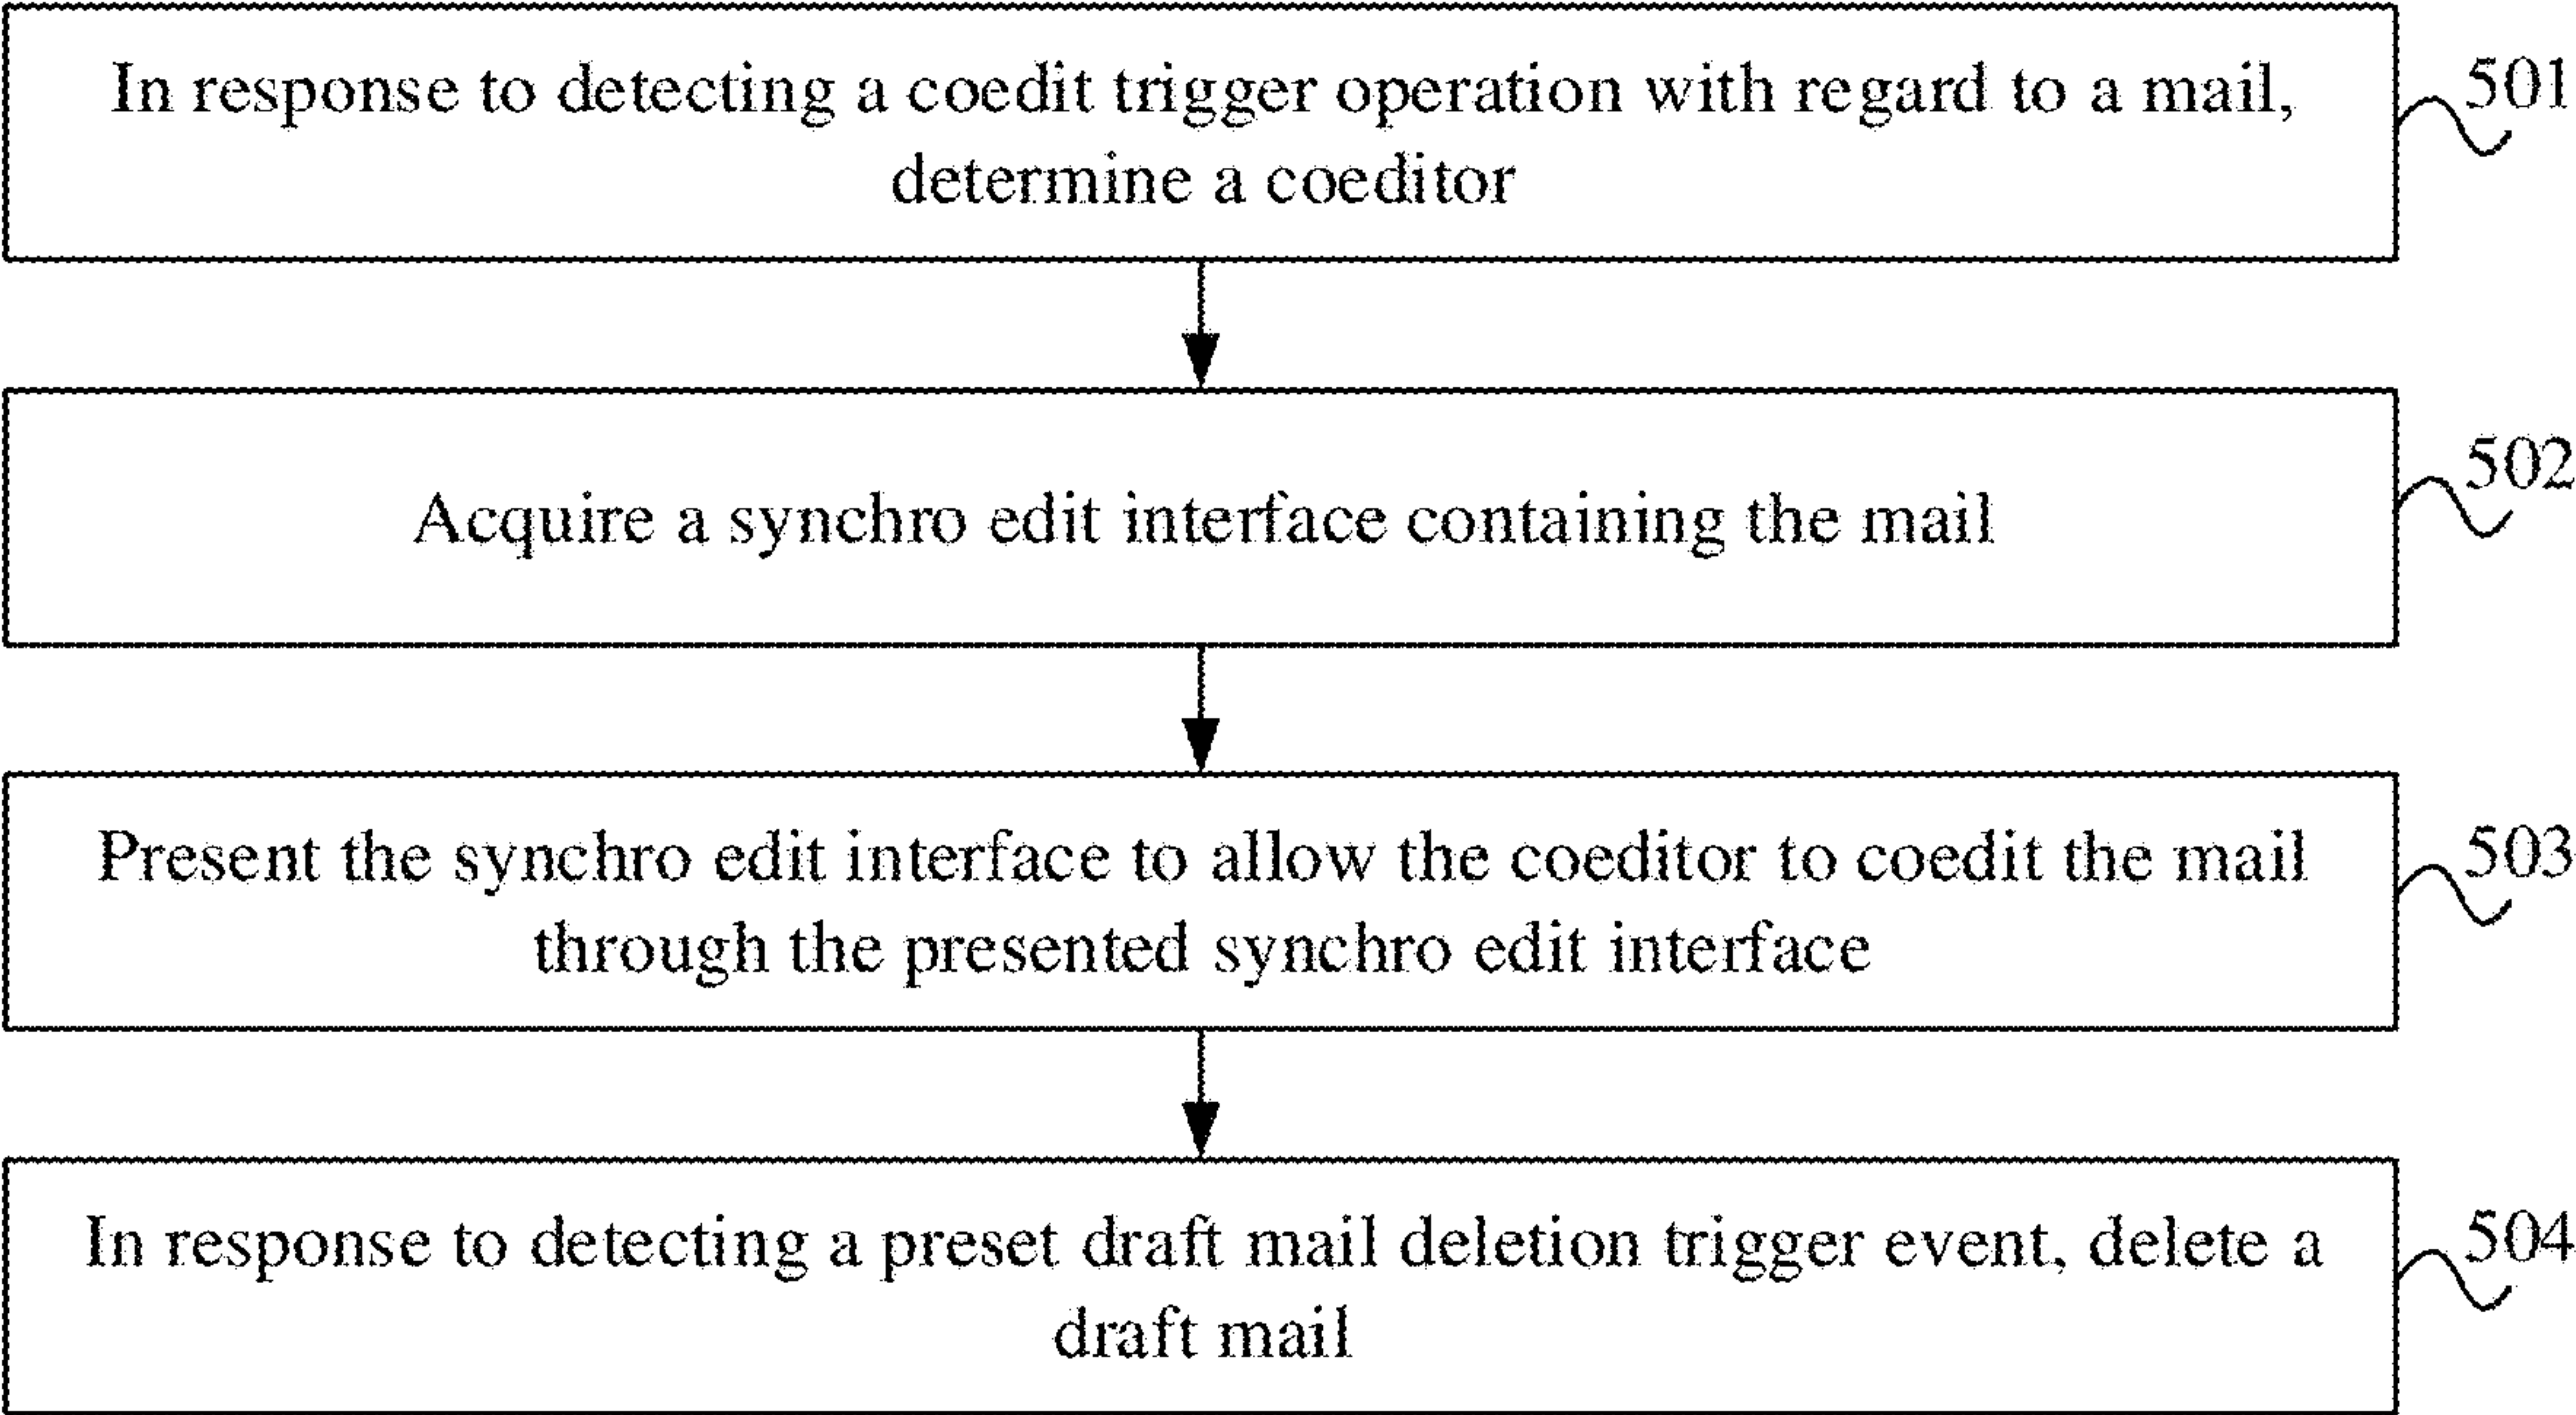 In response to detecting a coedit trigger operation with regard to a mail,
determine a coeditor
501
Acquire a synchro edit interface containing the mail
502
Present the synchro edit interface to allow the coeditor to coedit the mail
through the presented synchro edit interface
503
In response to detecting a preset draft mail deletion trigger event, delete a
draft mail
504